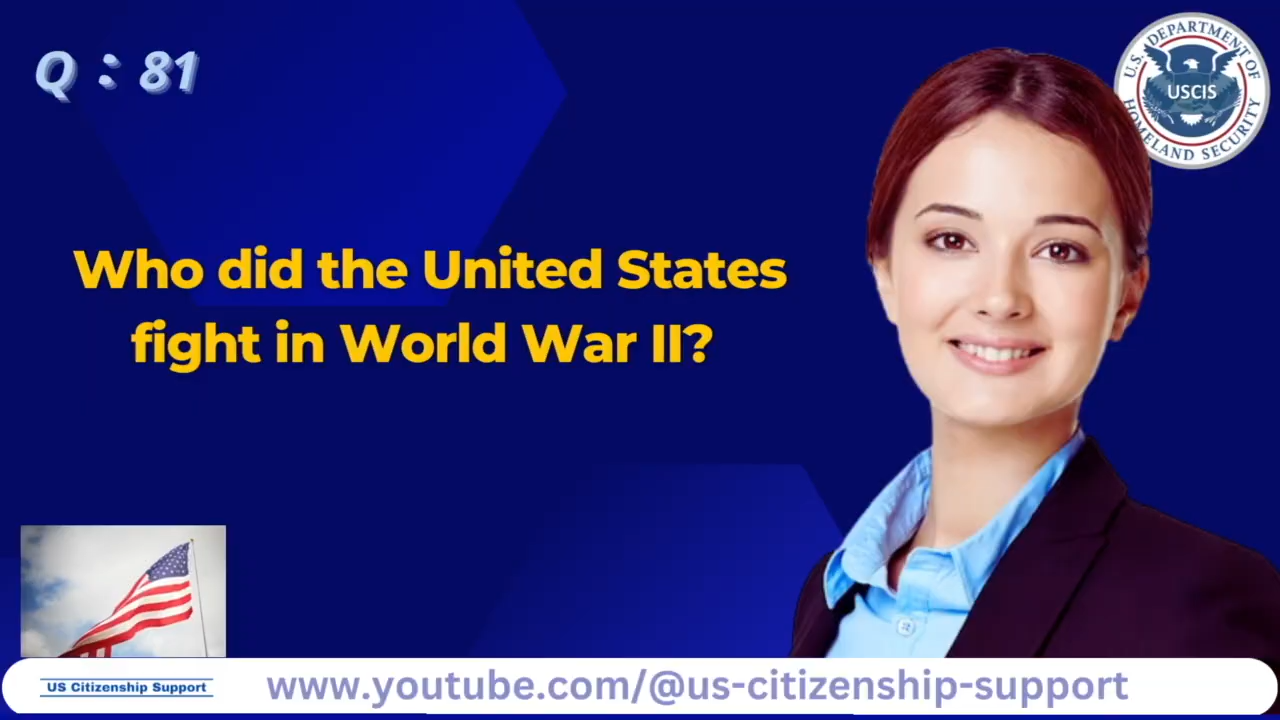 Q : 81
U.S. DEPARTMENT OF HOMELAND SECURITY
USCIS
Who did the United States
fight in World War II?
US Citizenship Support
www.youtube.com/@us-citizenship-support